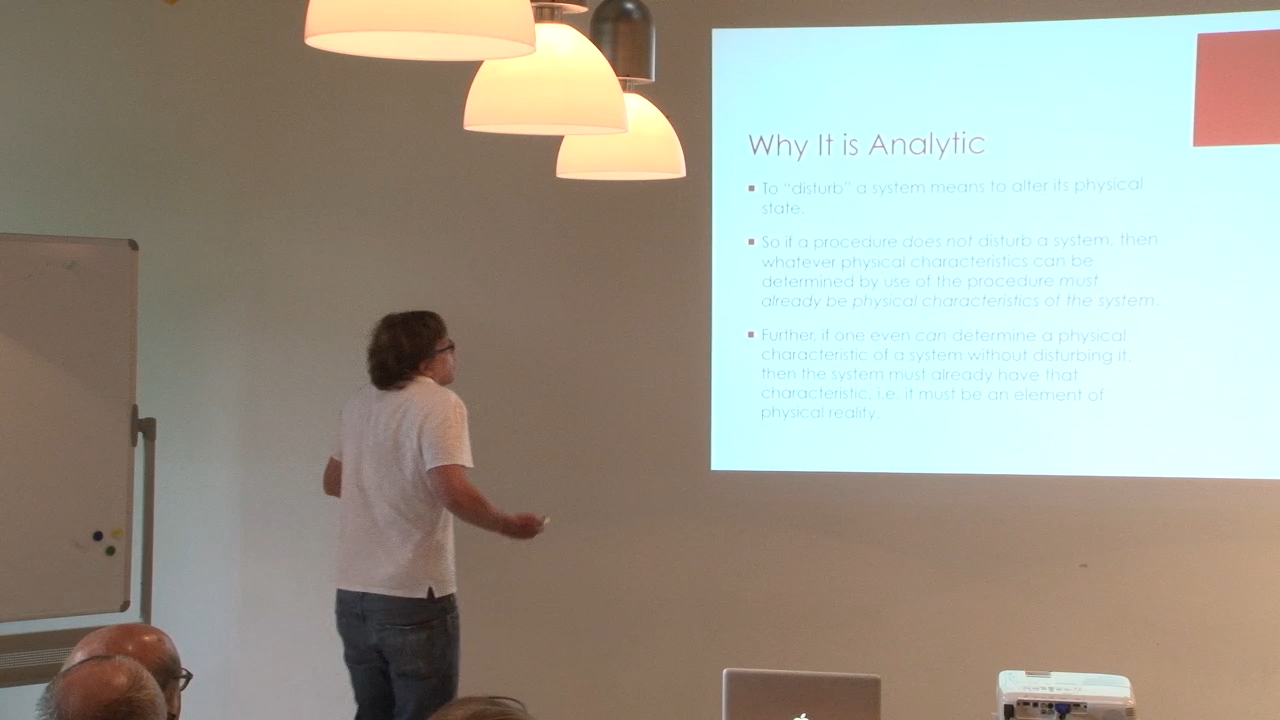 Why It is Analytic
▪ To “disturb” a system means to alter its physical
state.
▪ So if a procedure does not disturb a system, then
whatever physical characteristics can be
determined by use of the procedure must
already be physical characteristics of the system.
▪ Further, if one even can determine a physical
characteristic of a system without disturbing it,
then the system must already have that
characteristic, i.e. it must be an element of
physical reality.